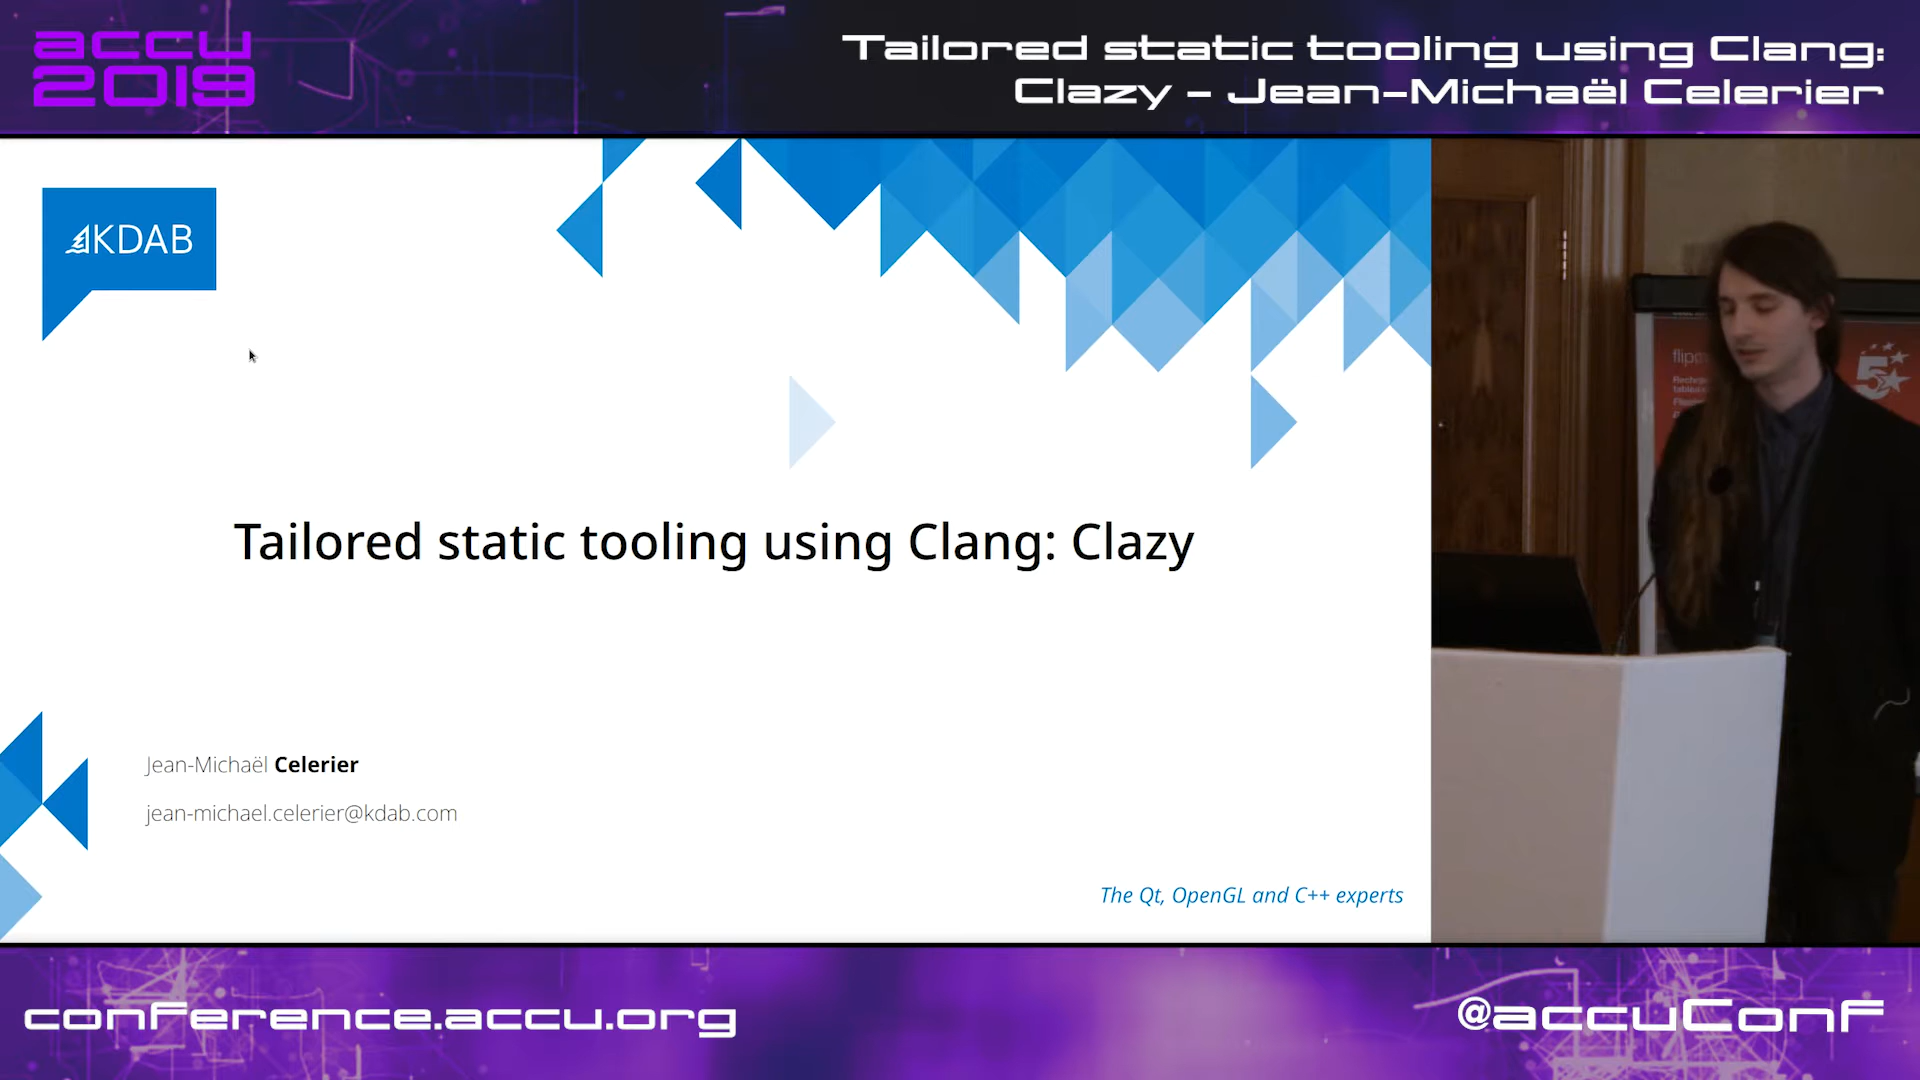 accu
2019
Tailored static tooling using Clang:
Clazy - Jean-Michaël Celerier
KDAB
Tailored static tooling using Clang: Clazy
Jean-Michaël Celerier
jean-michael.celerier@kdab.com
The Qt, OpenGL and C++ experts
5
conference.accu.org
@accuConf